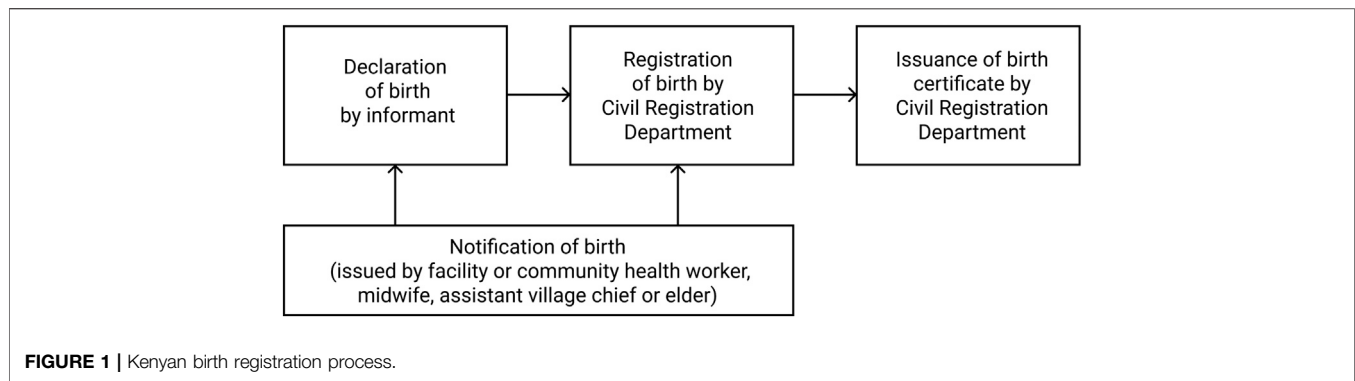 Declaration
of birth
by informant
Registration
of birth by
Civil Registration
Department
Issuance of birth
certificate by
Civil Registration
Department
Notification of birth
(issued by facility or community health worker,
midwife, assistant village chief or elder)
FIGURE 1 | Kenyan birth registration process.